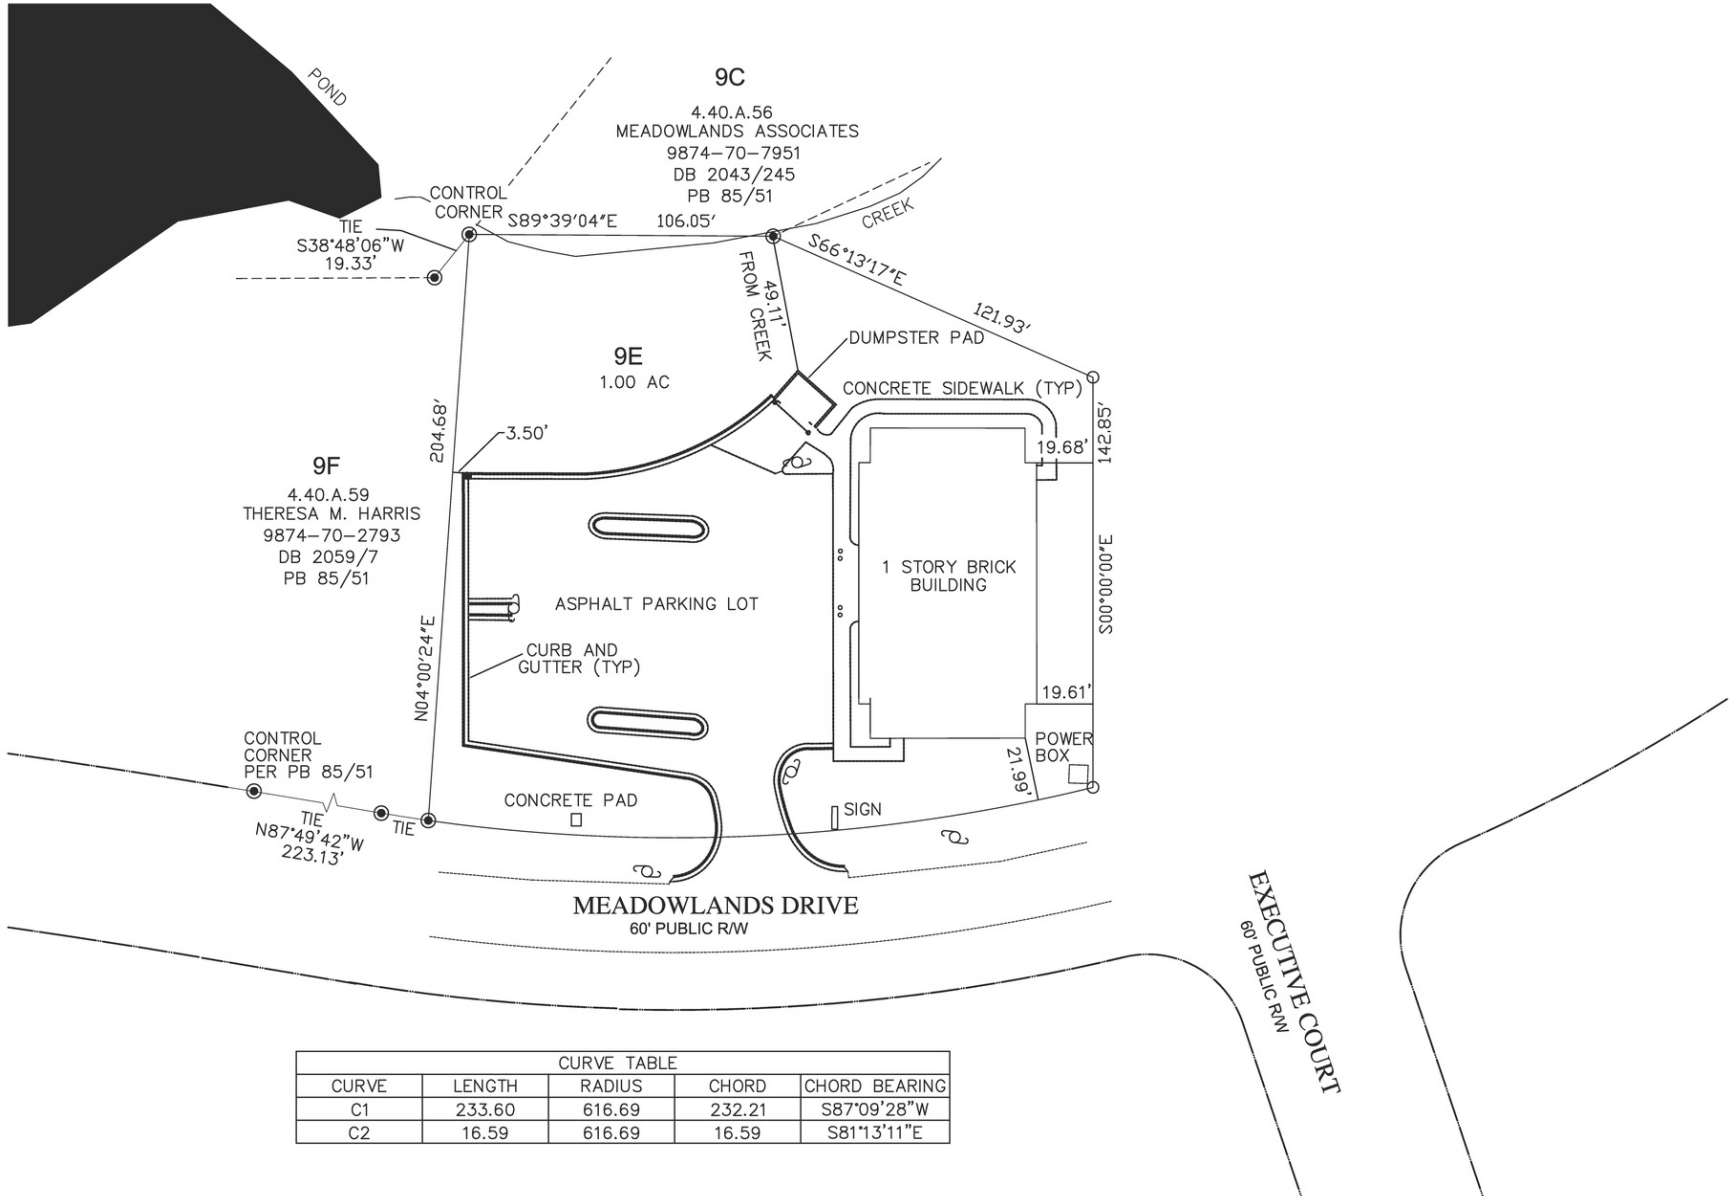 POND
9C
4.40.A.56
MEADOWLANDS ASSOCIATES
9874-70-7951
DB 2043/245
PB 85/51
CONTROL
CORNER
S89°39'04"E 106.05'
CREEK
TIE
S38°48'06"W
19.33'
S66°13'17"E 121.93'
49.11'
FROM CREEK
DUMPSTER PAD
9E
1.00 AC
CONCRETE SIDEWALK (TYP)
204.68'
3.50'
19.68'
142.85'
9F
4.40.A.59
THERESA M. HARRIS
9874-70-2793
DB 2059/7
PB 85/51
1 STORY BRICK
BUILDING
S00°00'00"E
ASPHALT PARKING LOT
N04°00'24"E
CURB AND
GUTTER (TYP)
19.61'
CONTROL
CORNER
PER PB 85/51
POWER
BOX
21.99'
CONCRETE PAD
SIGN
TIE
N87°49'42"W
223.13'
TIE
MEADOWLANDS DRIVE
60' PUBLIC R/W
EXECUTIVE COURT
60' PUBLIC R/W
CURVE TABLE
CURVE LENGTH RADIUS CHORD CHORD BEARING
C1 233.60 616.69 232.21 S87°09'28"W
C2 16.59 616.69 16.59 S81°13'11"E